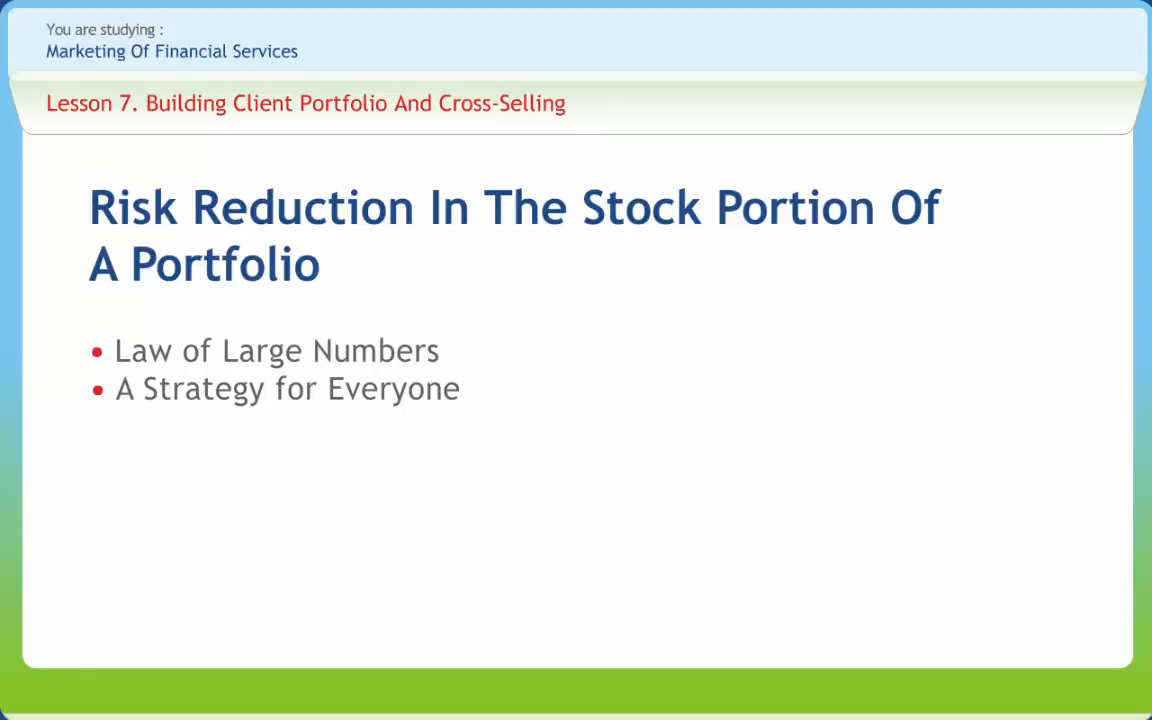 You are studying :
Marketing Of Financial Services
Lesson 7. Building Client Portfolio And Cross-Selling
Risk Reduction In The Stock Portion Of
A Portfolio
• Law of Large Numbers
• A Strategy for Everyone